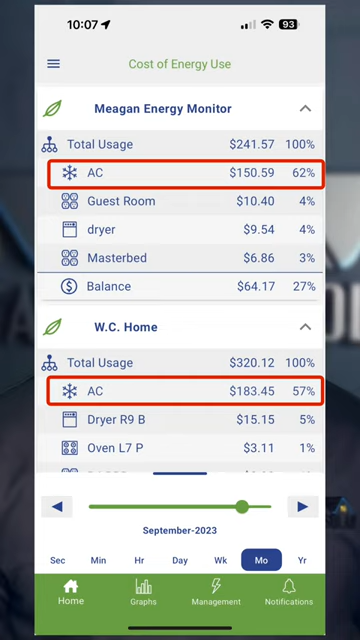 10:07 93
Cost of Energy Use
Meagan Energy Monitor
Total Usage $241.57 100%
AC $150.59 62%
Guest Room $10.40 4%
dryer $9.54 4%
Masterbed $6.86 3%
Balance $64.17 27%
W.C. Home
Total Usage $320.12 100%
AC $183.45 57%
Dryer R9 B $15.15 5%
Oven L7 P $3.11 1%
September-2023
Sec Min Hr Day Wk Mo Yr
Home Graphs Management Notifications